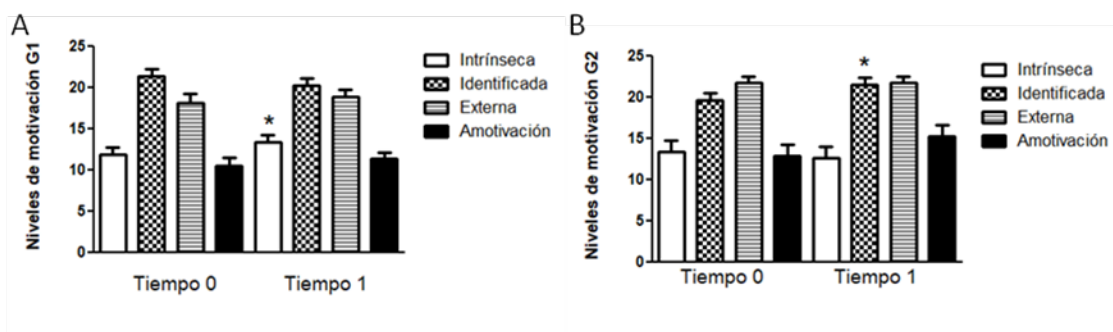 A
Niveles de motivación G1
25
20
15
10
5
0
Tiempo 0
Tiempo 1
*
Intrínseca
Identificada
Externa
Amotivación
B
Niveles de motivación G2
25
20
15
10
5
0
Tiempo 0
Tiempo 1
*
Intrínseca
Identificada
Externa
Amotivación